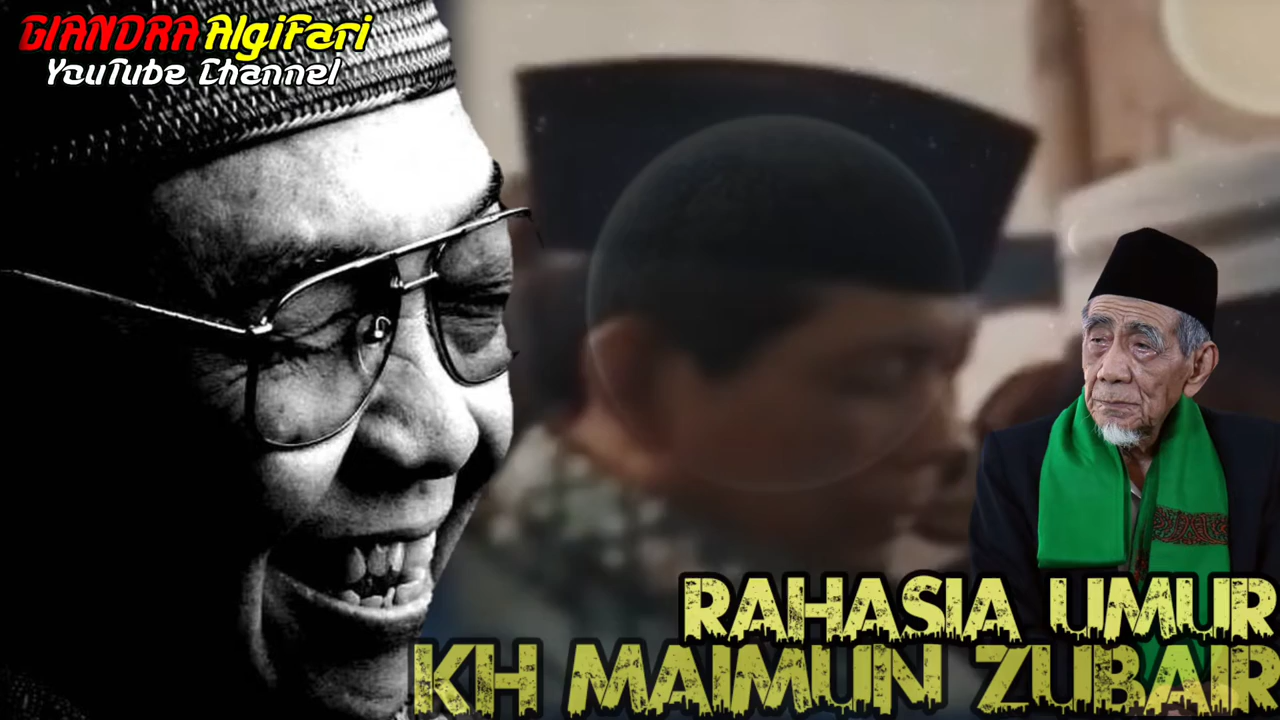 GIANDRA AlgiFari
YouTube Channel
RAHASIA UMUR
KH MAIMUN ZUBAIR